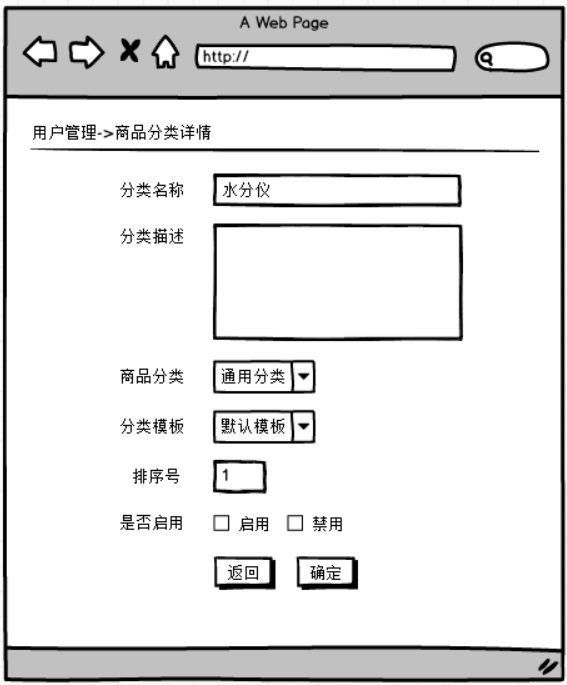 A Web Page
http://
用户管理->商品分类详情
分类名称 水分仪
分类描述
商品分类 通用分类
分类模板 默认模板
排序号 1
是否启用 启用 禁用
返回 确定